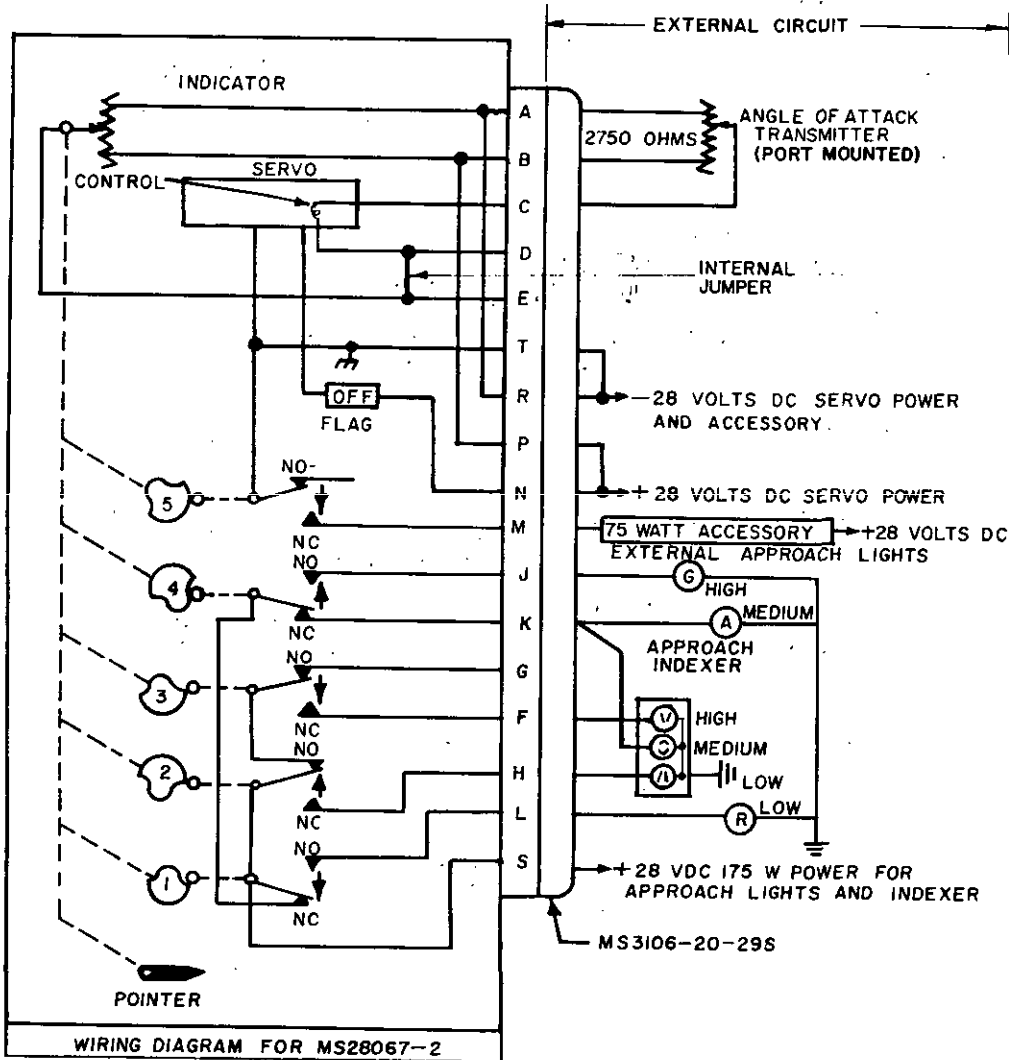 EXTERNAL CIRCUIT
INDICATOR
A
ANGLE OF ATTACK
TRANSMITTER
(PORT MOUNTED)
2750 OHMS
B
SERVO
CONTROL
C
D
INTERNAL
JUMPER
E
T
R
-28 VOLTS DC SERVO POWER
AND ACCESSORY.
OFF
FLAG
P
NO-
5
N
+28 VOLTS DC SERVO POWER
M
75 WATT ACCESSORY
+28 VOLTS DC
EXTERNAL APPROACH LIGHTS
NC
NO
J
G
HIGH
4
K
A
MEDIUM
APPROACH
INDEXER
NC
NO
G
3
F
HIGH
NC
NO
MEDIUM
2
H
LOW
NC
L
R
LOW
NO
1
S
+28 VDC 175 W POWER FOR
APPROACH LIGHTS AND INDEXER
NC
MS3106-20-29S
POINTER
WIRING DIAGRAM FOR MS28067-2